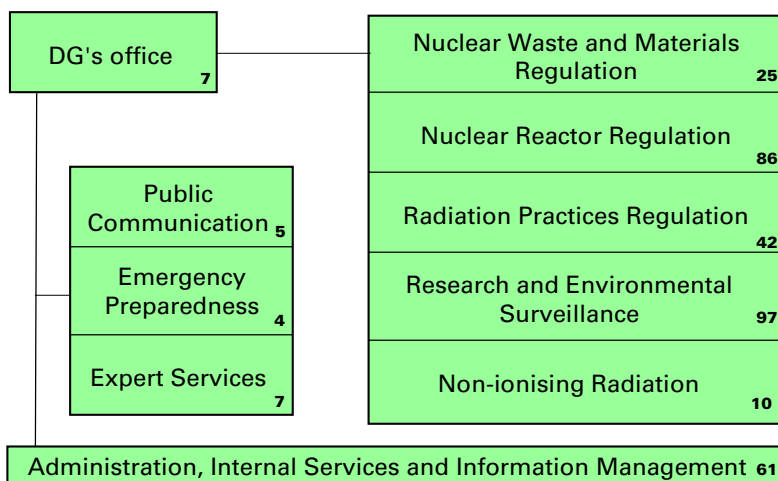 DG's office
7
Nuclear Waste and Materials
Regulation
25
Nuclear Reactor Regulation
86
Radiation Practices Regulation
42
Research and Environmental
Surveillance
97
Non-ionising Radiation
10
Public
Communication 5
Emergency
Preparedness
4
Expert Services
7
Administration, Internal Services and Information Management 61